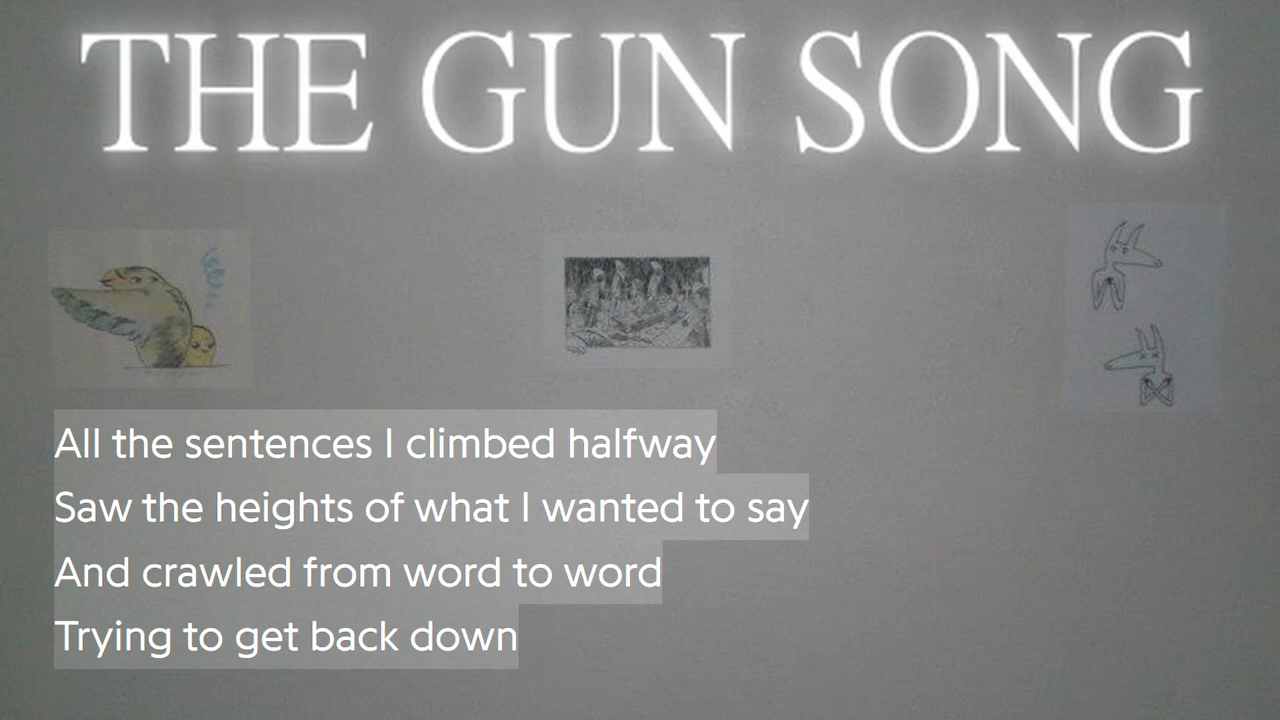 THE GUN SONG
All the sentences I climbed halfway
Saw the heights of what I wanted to say
And crawled from word to word
Trying to get back down